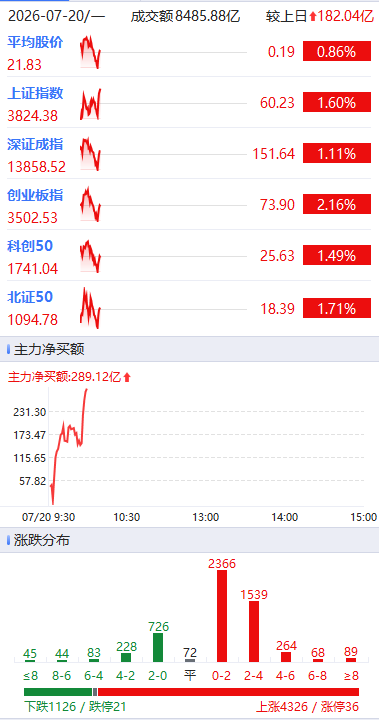 2026-07-20/一 成交额8485.88亿 较上日⬆182.04亿
平均股价
21.83 0.19 0.86%
上证指数
3824.38 60.23 1.60%
深证成指
13858.52 151.64 1.11%
创业板指
3502.53 73.90 2.16%
科创50
1741.04 25.63 1.49%
北证50
1094.78 18.39 1.71%
主力净买额
主力净买额:289.12亿⬆
231.30
173.47
115.65
57.82
07/20 9:30 10:30 13:00 14:00 15:00
涨跌分布
45 44 83 228 726 72 2366 1539 264 68 89
≤8 8-6 6-4 4-2 2-0 平 0-2 2-4 4-6 6-8 ≥8
下跌1126 / 跌停21 上涨4326 / 涨停36